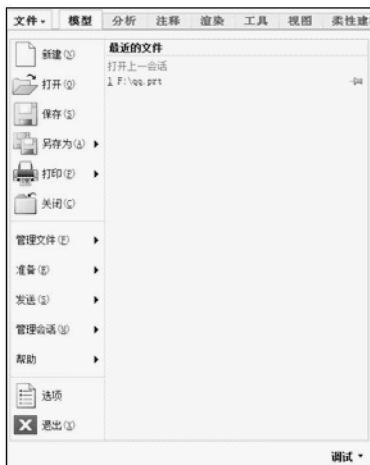 文件 模型 分析 注释 渲染 工具 视图 柔性建
新建(N)
打开(O)
保存(S)
另存为(A)
打印(P)
关闭(C)
管理文件(F)
准备(R)
发送(S)
管理会话(M)
帮助
选项
退出(X)
最近的文件
打开上一会话
1 F:\qq.prt
调试